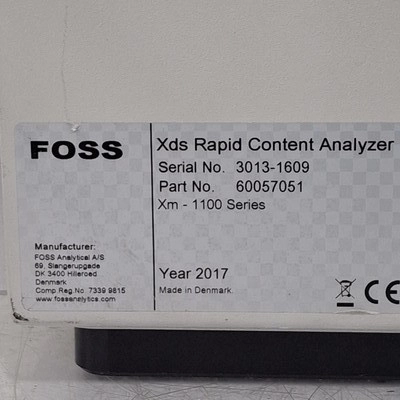 FOSS
Xds Rapid Content Analyzer
Serial No. 3013-1609
Part No. 60057051
Xm - 1100 Series
Manufacturer:
FOSS Analytical A/S
69, Slangerupgade
DK 3400 Hilleroed
Denmark
Comp Reg.No 7339 9815
www.fossanalytics.com
Year 2017
Made in Denmark.
CE